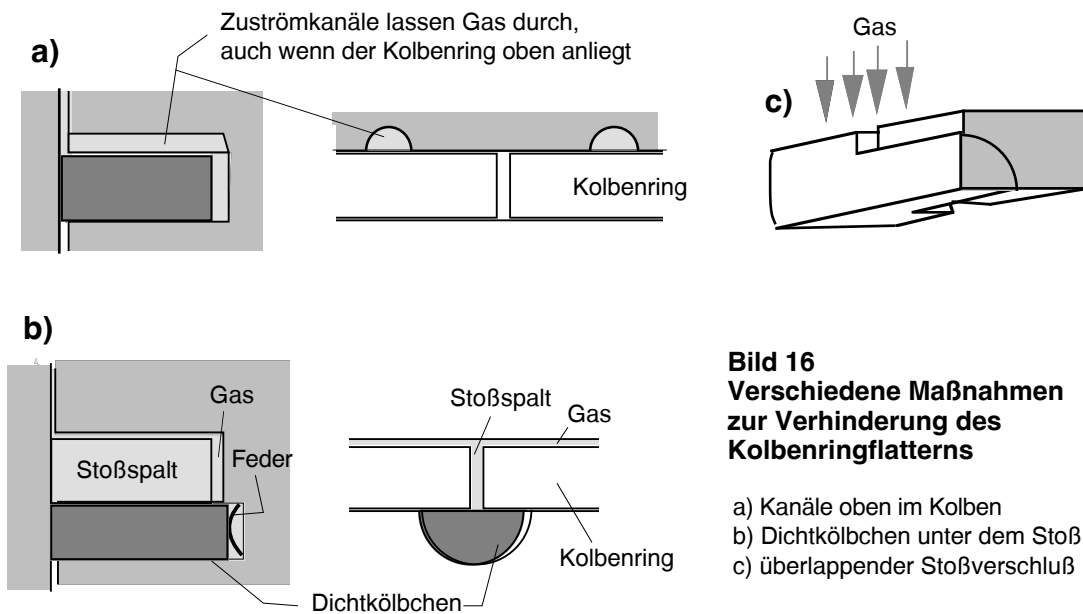 Zuströmkanäle lassen Gas durch,
auch wenn der Kolbenring oben anliegt
a)
Kolbenring
Gas
c)
b)
Gas
Stoßspalt
Feder
Stoßspalt
Gas
Kolbenring
Dichtkölbchen
Bild 16
Verschiedene Maßnahmen
zur Verhinderung des
Kolbenringflatterns
a) Kanäle oben im Kolben
b) Dichtkölbchen unter dem Stoß
c) überlappender Stoßverschluß